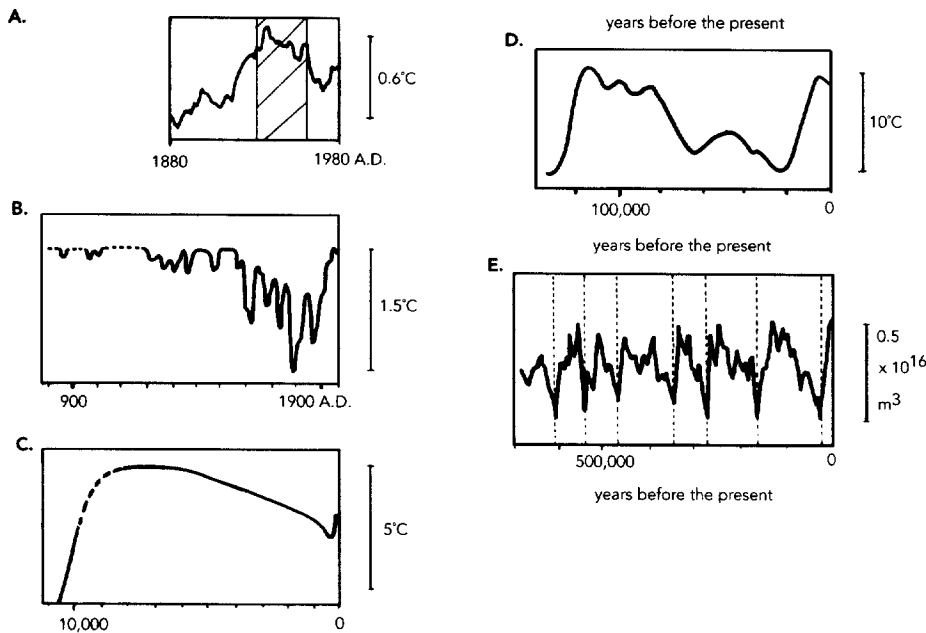 A.
0.6°C
1880
1980 A.D.
B.
1.5°C
900
1900 A.D.
C.
5°C
10,000
0
years before the present
D.
10°C
100,000
0
years before the present
E.
0.5
x 10¹⁶
m³
500,000
0
years before the present